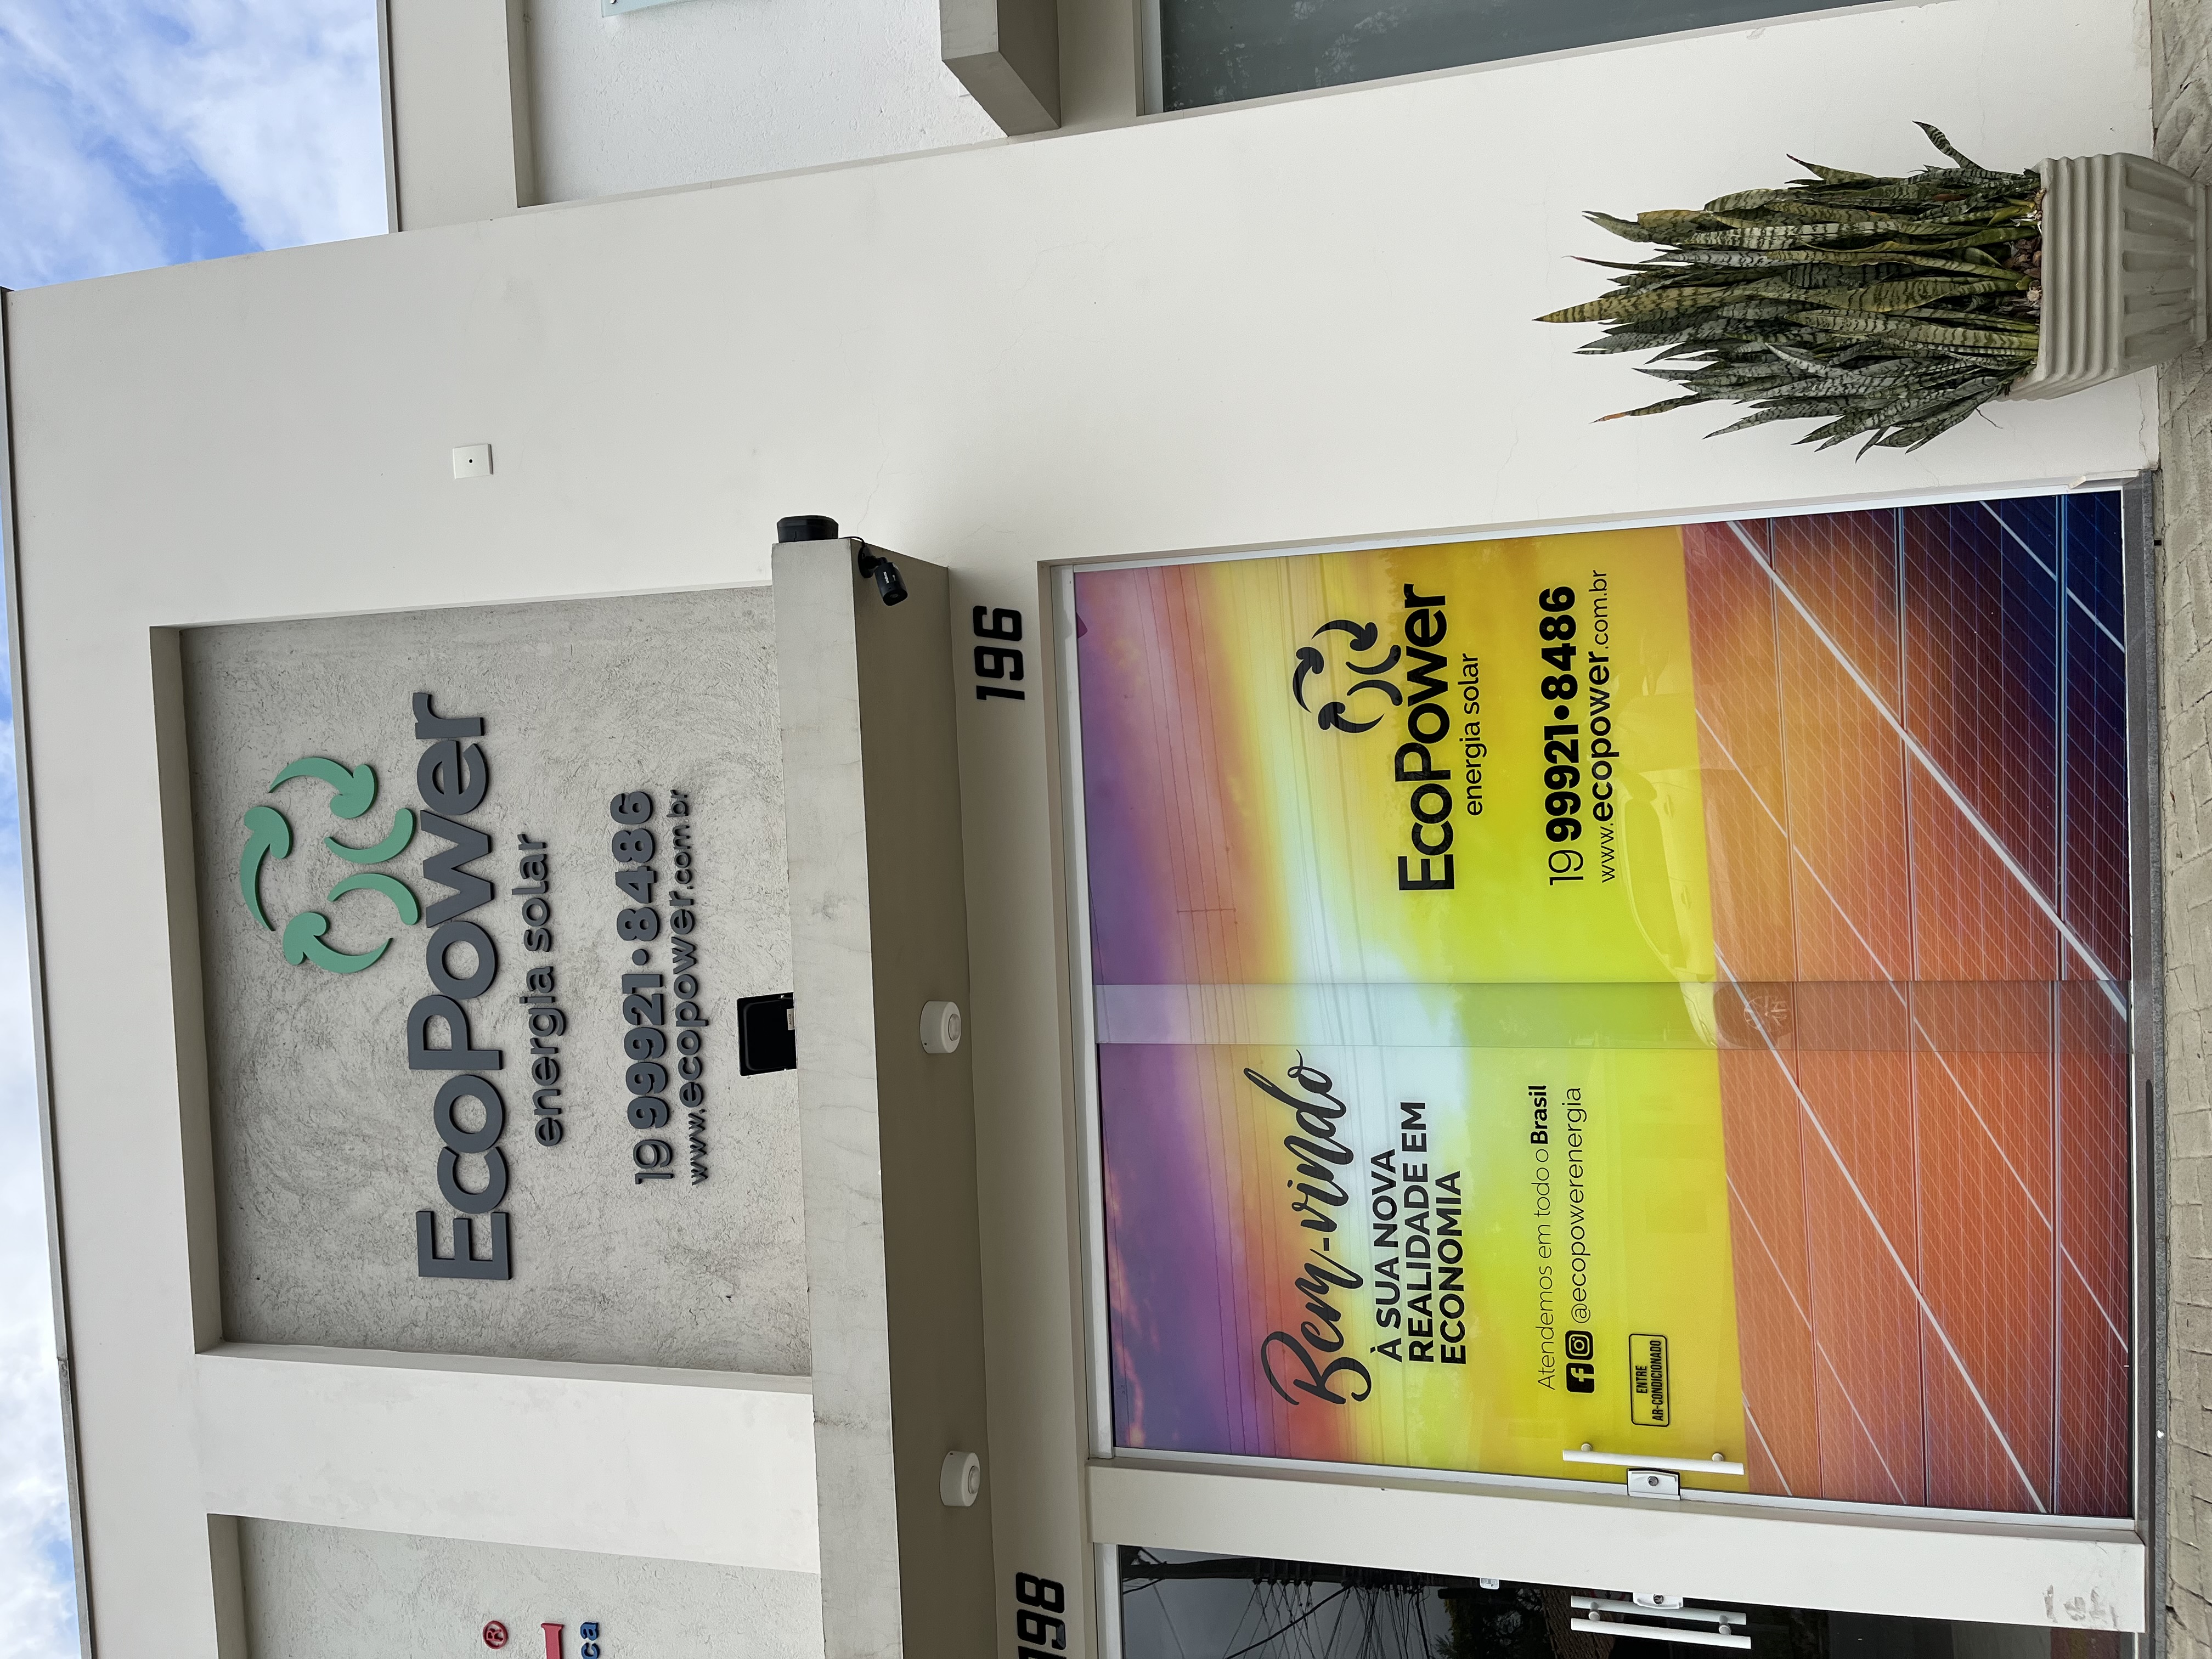 ®
ca
EcoPower
energia solar
19 99921•8486
www.ecopower.com.br
198
196
Bem-vindo
À SUA NOVA
REALIDADE EM
ECONOMIA
Atendemos em todo o Brasil
@ecopowerenergia
ENTRE
AR-CONDICIONADO
EcoPower
energia solar
19 99921•8486
www.ecopower.com.br